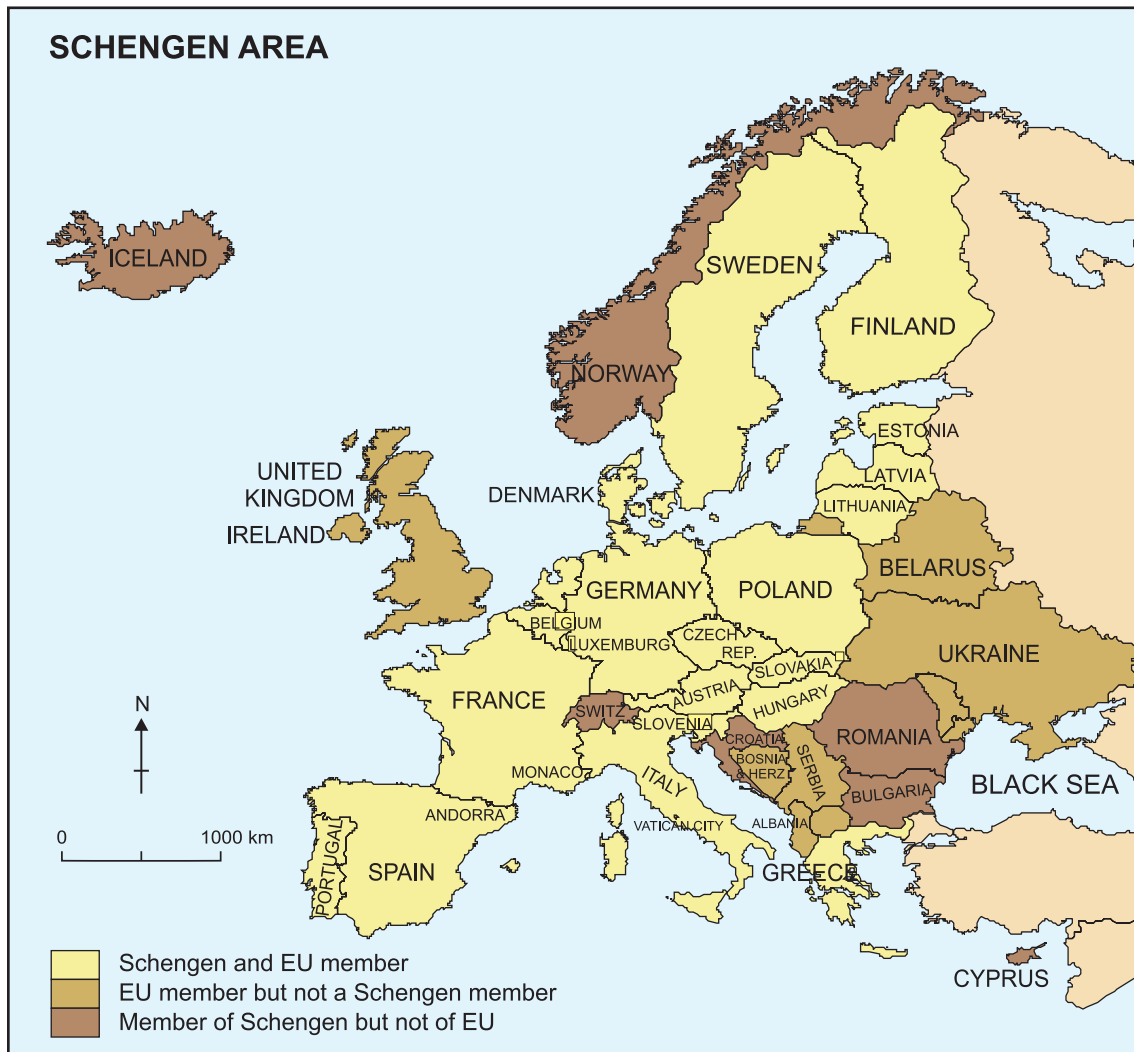 SCHENGEN AREA
ICELAND
SWEDEN
FINLAND
NORWAY
ESTONIA
UNITED
KINGDOM
DENMARK
LATVIA
LITHUANIA
IRELAND
BELARUS
GERMANY
POLAND
BELGIUM
LUXEMBURG
CZECH
REP.
SLOVAKIA
UKRAINE
FRANCE
AUSTRIA
HUNGARY
N
SWITZ
SLOVENIA
CROATIA
ROMANIA
BOSNIA
& HERZ
SERBIA
MONACO
ITALY
BULGARIA
BLACK SEA
ANDORRA
VATICAN CITY
ALBANIA
0 1000 km
PORTUGAL
SPAIN
GREECE
CYPRUS
Schengen and EU member
EU member but not a Schengen member
Member of Schengen but not of EU